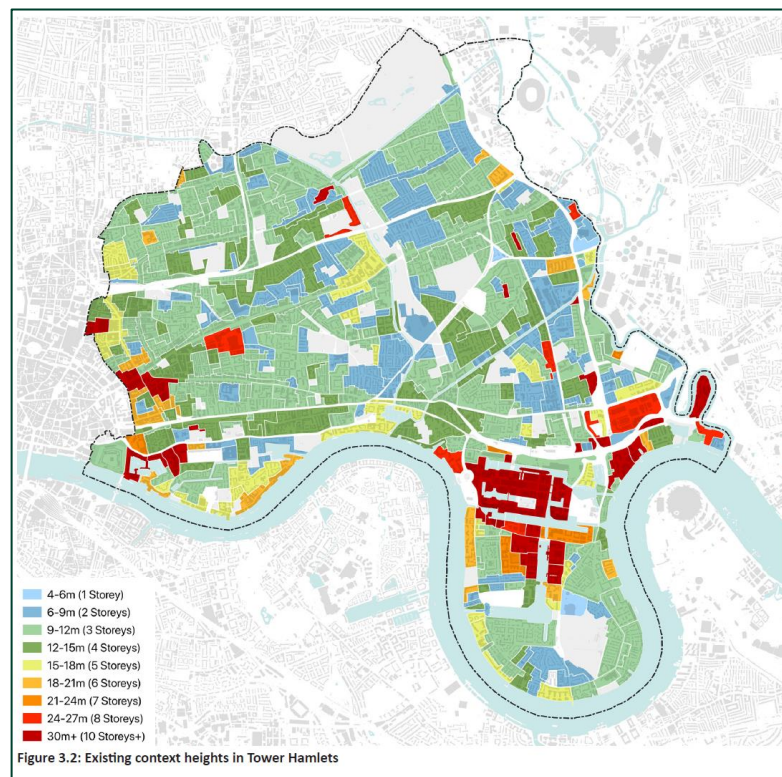 4-6m (1 Storey)
6-9m (2 Storeys)
9-12m (3 Storeys)
12-15m (4 Storeys)
15-18m (5 Storeys)
18-21m (6 Storeys)
21-24m (7 Storeys)
24-27m (8 Storeys)
30m+ (10 Storeys+)
Figure 3.2: Existing context heights in Tower Hamlets